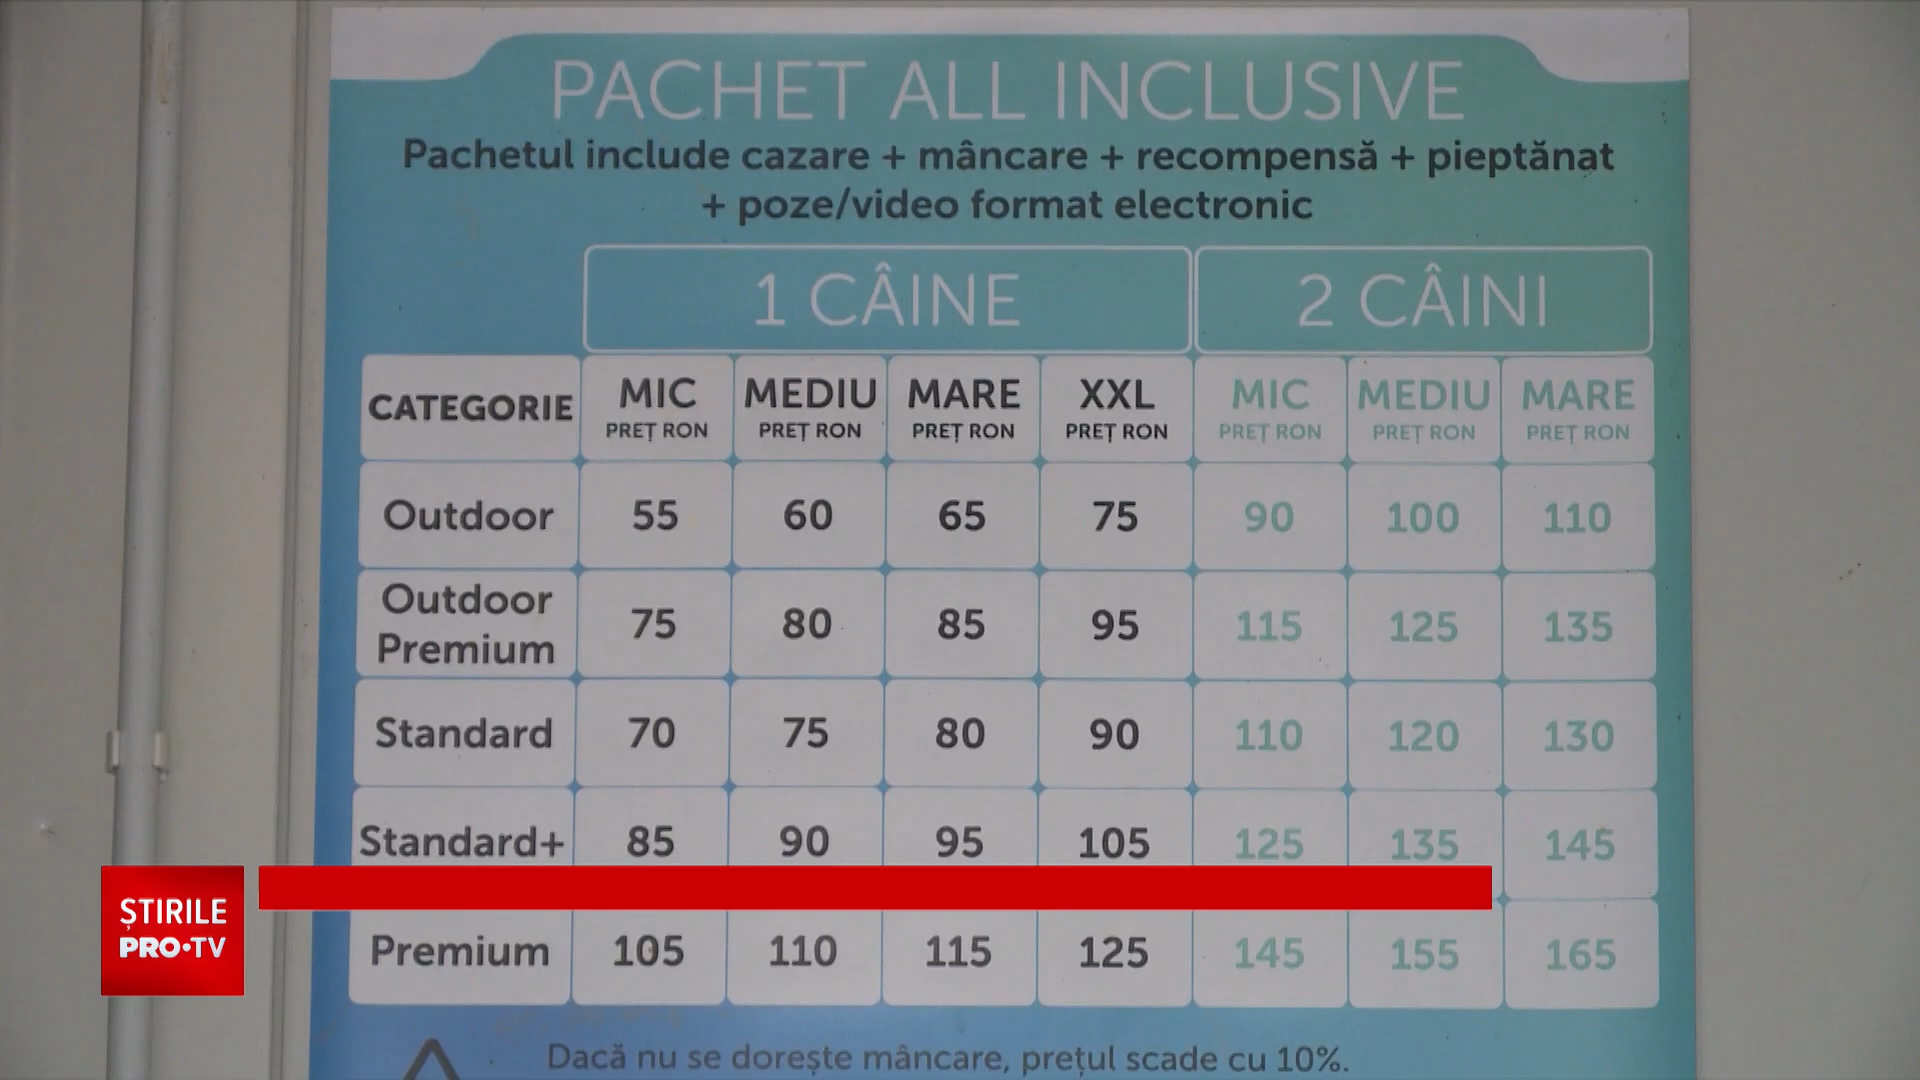 PACHET ALL INCLUSIVE
Pachetul include cazare + mâncare + recompensă + pieptănat
+ poze/video format electronic
1 CÂINE 2 CÂINI
CATEGORIE MIC MEDIU MARE XXL MIC MEDIU MARE
PREȚ RON PREȚ RON PREȚ RON PREȚ RON PREȚ RON PREȚ RON PREȚ RON
Outdoor 55 60 65 75 90 100 110
Outdoor
Premium 75 80 85 95 115 125 135
Standard 70 75 80 90 110 120 130
Standard+ 85 90 95 105 125 135 145
Premium 105 110 115 125 145 155 165
Dacă nu se dorește mâncare, prețul scade cu 10%.
ȘTIRILE
PRO•TV